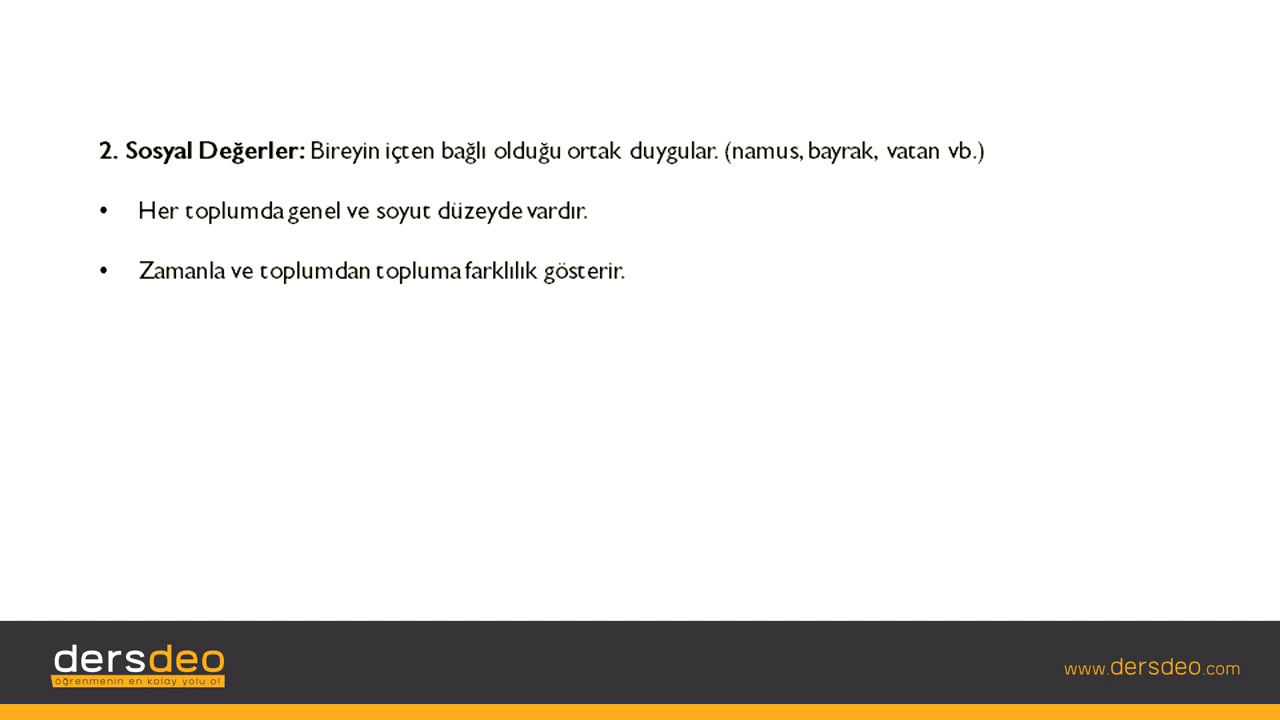 2. Sosyal Değerler: Bireyin içten bağlı olduğu ortak duygular. (namus, bayrak, vatan vb.)
• Her toplumda genel ve soyut düzeyde vardır.
• Zamanla ve toplumdan topluma farklılık gösterir.
dersdeo
öğrenmenin en kolay yolu o!
www.dersdeo.com